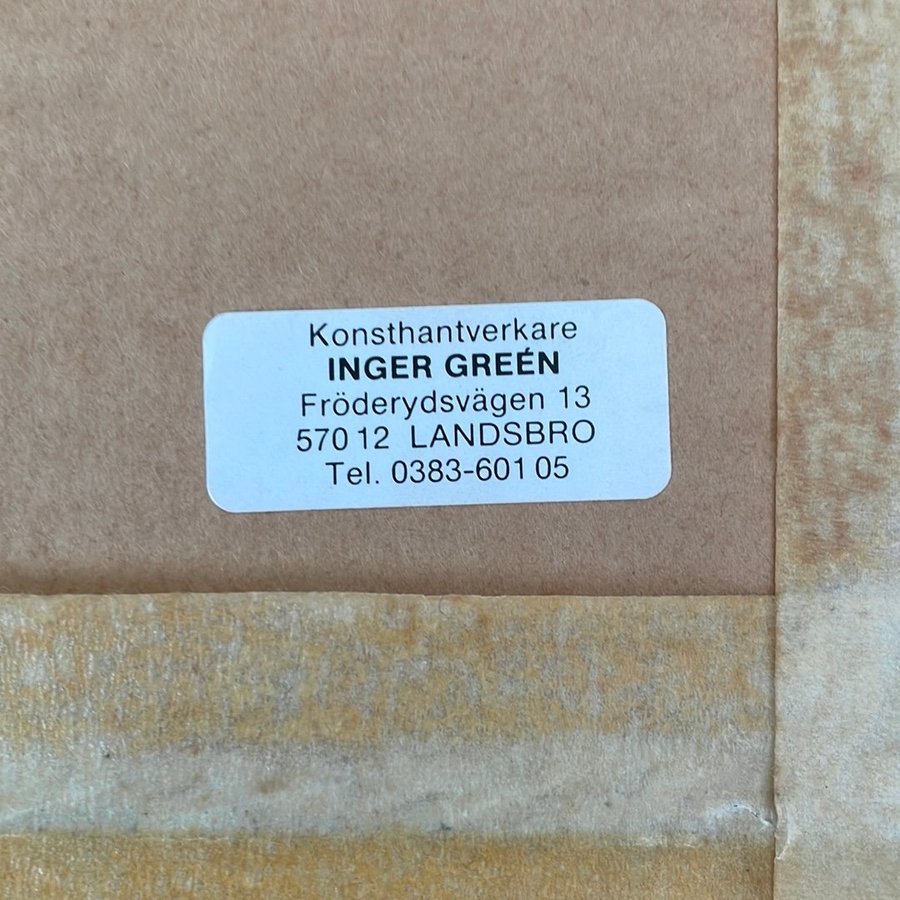 Konsthantverkare
INGER GREÉN
Fröderydsvägen 13
570 12 LANDSBRO
Tel. 0383-601 05